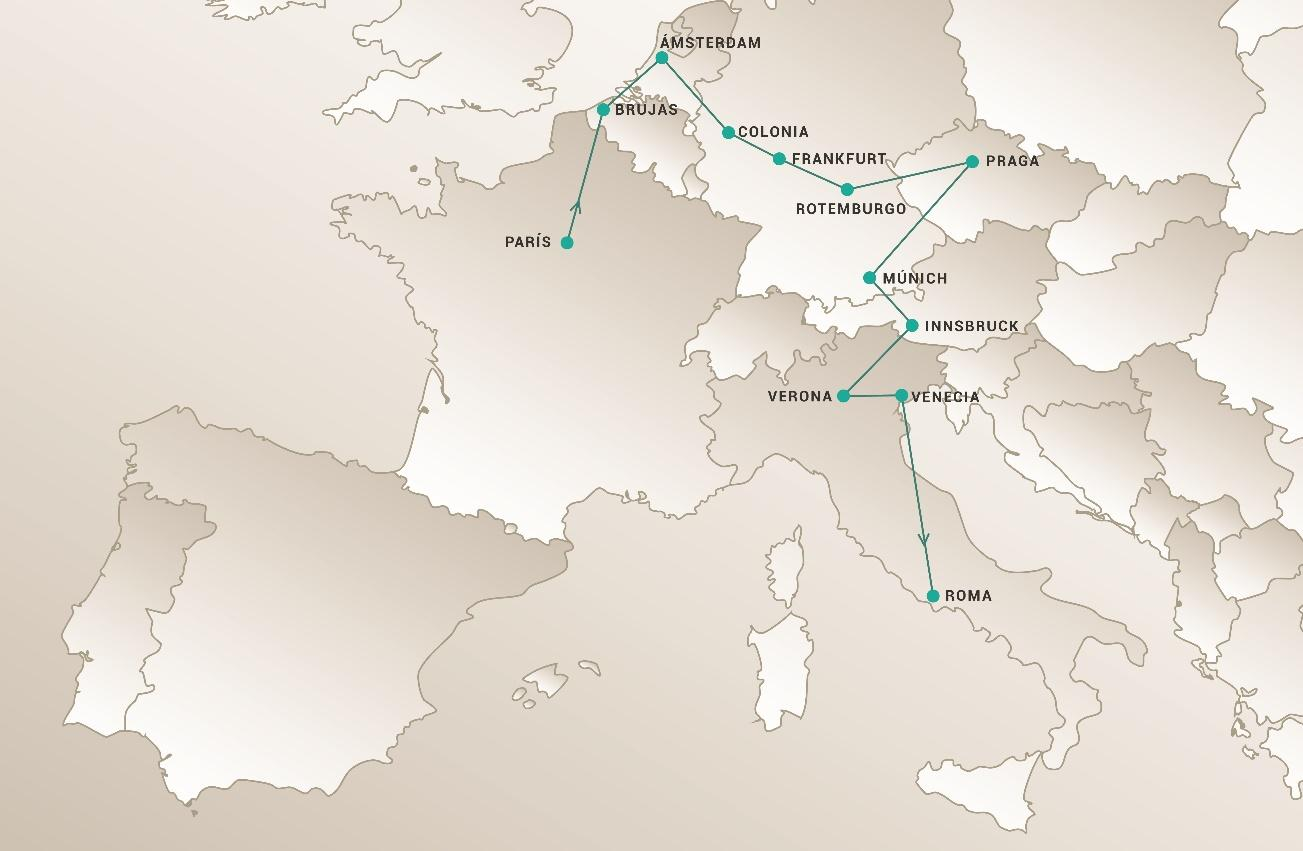 ÁMSTERDAM
BRUJAS
COLONIA
FRANKFURT
PRAGA
ROTEMBURGO
PARÍS
MÚNICH
INNSBRUCK
VERONA
VENECIA
ROMA